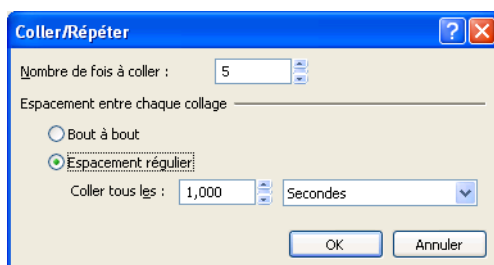 Coller/Répéter
Nombre de fois à coller : 5
Espacement entre chaque collage
Bout à bout
Espacement régulier
Coller tous les : 1,000 Secondes
OK Annuler